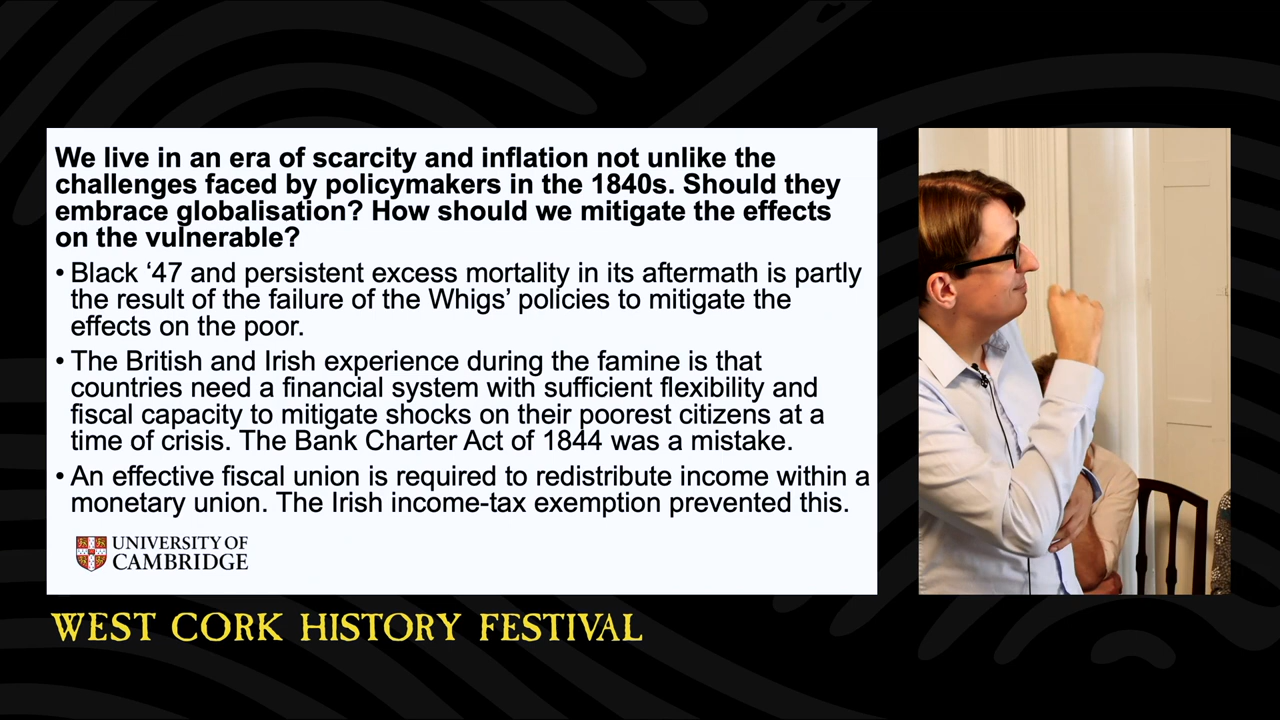 We live in an era of scarcity and inflation not unlike the
challenges faced by policymakers in the 1840s. Should they
embrace globalisation? How should we mitigate the effects
on the vulnerable?
• Black ‘47 and persistent excess mortality in its aftermath is partly
the result of the failure of the Whigs’ policies to mitigate the
effects on the poor.
• The British and Irish experience during the famine is that
countries need a financial system with sufficient flexibility and
fiscal capacity to mitigate shocks on their poorest citizens at a
time of crisis. The Bank Charter Act of 1844 was a mistake.
• An effective fiscal union is required to redistribute income within a
monetary union. The Irish income-tax exemption prevented this.
UNIVERSITY OF
CAMBRIDGE
WEST CORK HISTORY FESTIVAL